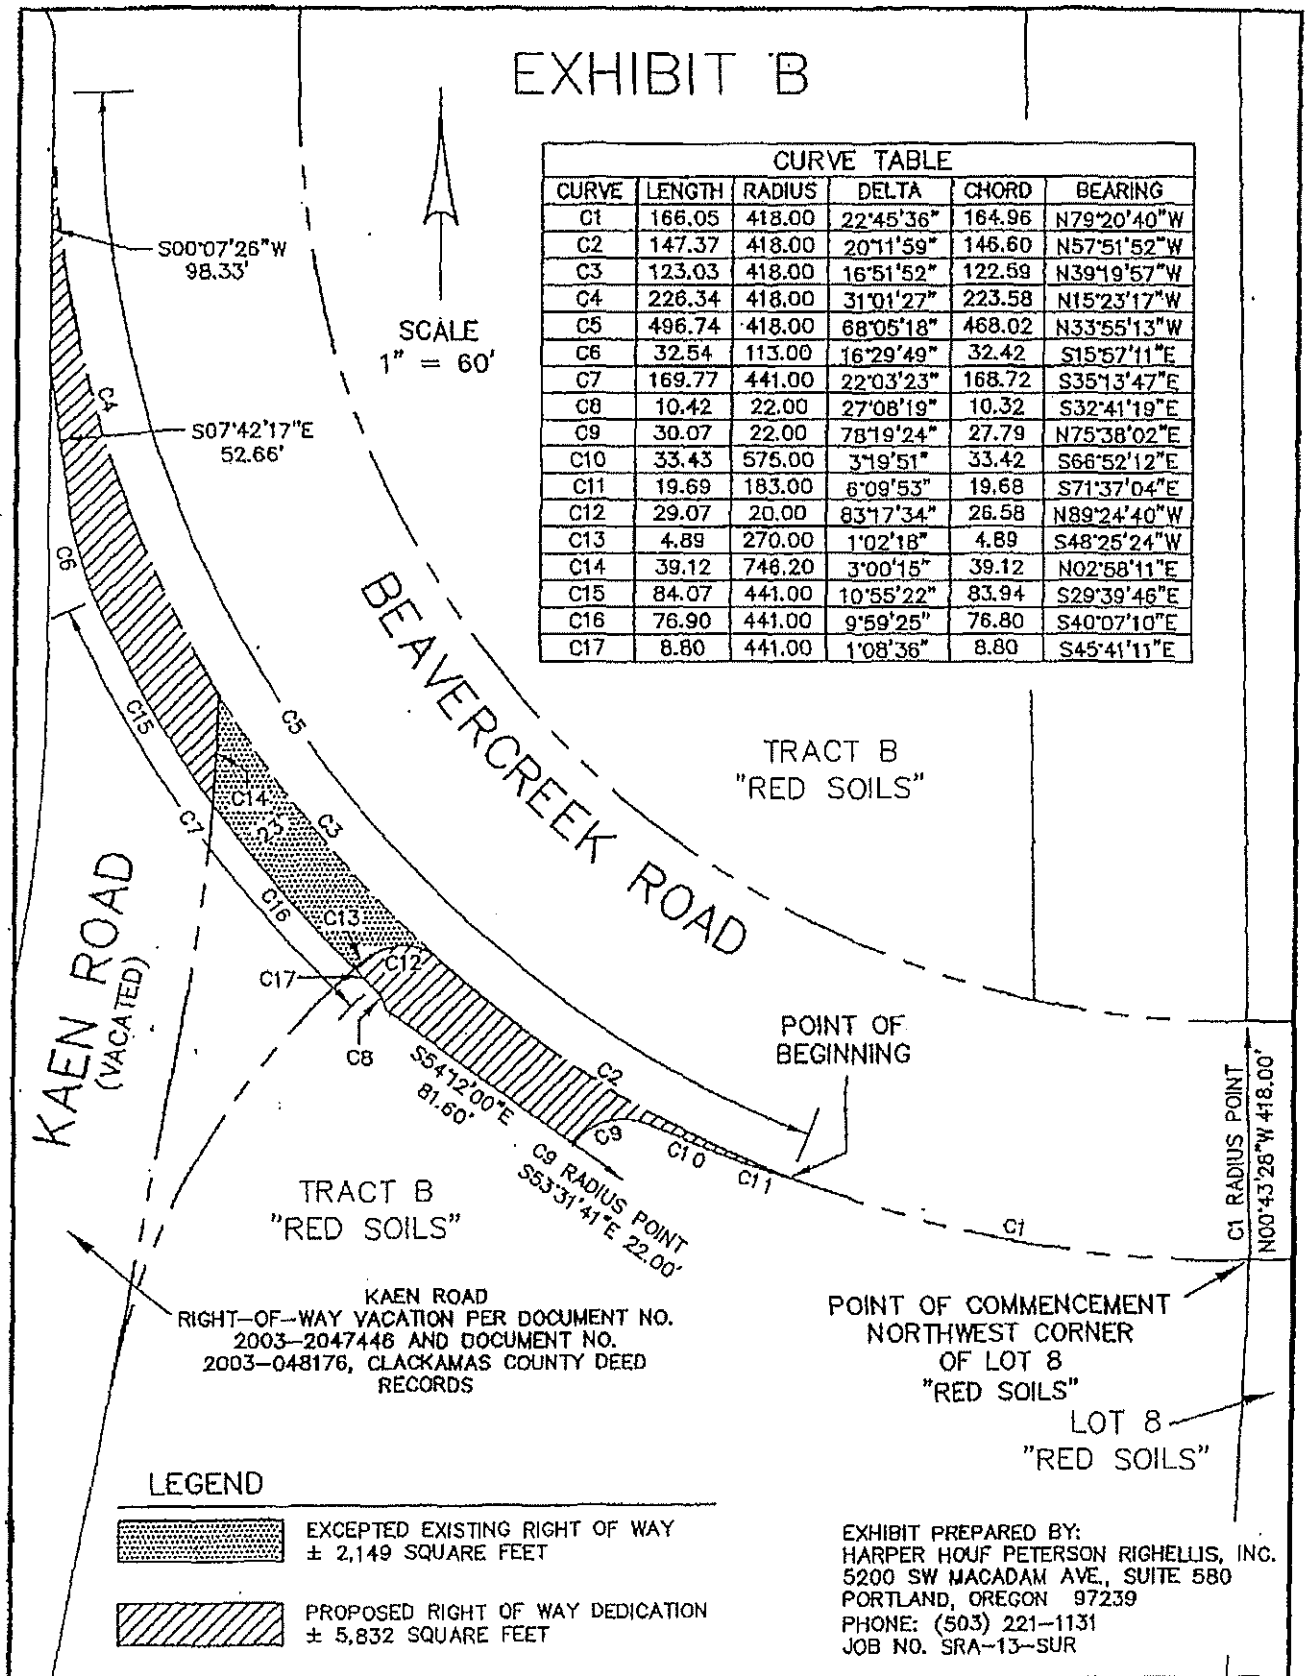 EXHIBIT B
CURVE TABLE
CURVE LENGTH RADIUS DELTA CHORD BEARING
C1 166.05 418.00 22°45'36" 164.96 N79°20'40"W
C2 147.37 418.00 20°11'59" 146.60 N57°51'52"W
C3 123.03 418.00 16°51'52" 122.59 N39°19'57"W
C4 226.34 418.00 31°01'27" 223.58 N15°23'17"W
C5 496.74 418.00 68°05'18" 468.02 N33°55'13"W
C6 32.54 113.00 16°29'49" 32.42 S15°57'11"E
C7 169.77 441.00 22°03'23" 168.72 S35°13'47"E
C8 10.42 22.00 27°08'19" 10.32 S32°41'19"E
C9 30.07 22.00 78°19'24" 27.79 N75°38'02"E
C10 33.43 575.00 3°19'51" 33.42 S66°52'12"E
C11 19.69 183.00 6°09'53" 19.68 S71°37'04"E
C12 29.07 20.00 83°17'34" 26.58 N89°24'40"W
C13 4.89 270.00 1°02'18" 4.89 S48°25'24"W
C14 39.12 746.20 3°00'15" 39.12 N02°58'11"E
C15 84.07 441.00 10°55'22" 83.94 S29°39'46"E
C16 76.90 441.00 9°59'25" 76.80 S40°07'10"E
C17 8.80 441.00 1°08'36" 8.80 S45°41'11"E
S00°07'26"W
98.33'
SCALE
1" = 60'
C4
S07°42'17"E
52.66'
C6
C15
C5
BEAVERCREEK ROAD
TRACT B
"RED SOILS"
C14
23'
C3
C7
C16
C13
C12
C17
C8
KAEN ROAD
(VACATED)
S54°12'00"E
81.60'
C2
C9
C10
C11
POINT OF
BEGINNING
C9 RADIUS POINT
S53°31'41"E 22.00'
C1
C1 RADIUS POINT
N00°43'28"W 418.00'
TRACT B
"RED SOILS"
KAEN ROAD
RIGHT-OF-WAY VACATION PER DOCUMENT NO.
2003-2047446 AND DOCUMENT NO.
2003-048176, CLACKAMAS COUNTY DEED
RECORDS
POINT OF COMMENCEMENT
NORTHWEST CORNER
OF LOT 8
"RED SOILS"
LOT 8
"RED SOILS"
LEGEND
EXCEPTED EXISTING RIGHT OF WAY
± 2,149 SQUARE FEET
PROPOSED RIGHT OF WAY DEDICATION
± 5,832 SQUARE FEET
EXHIBIT PREPARED BY:
HARPER HOUF PETERSON RIGHELLIS, INC.
5200 SW MACADAM AVE., SUITE 580
PORTLAND, OREGON 97239
PHONE: (503) 221-1131
JOB NO. SRA-13-SUR